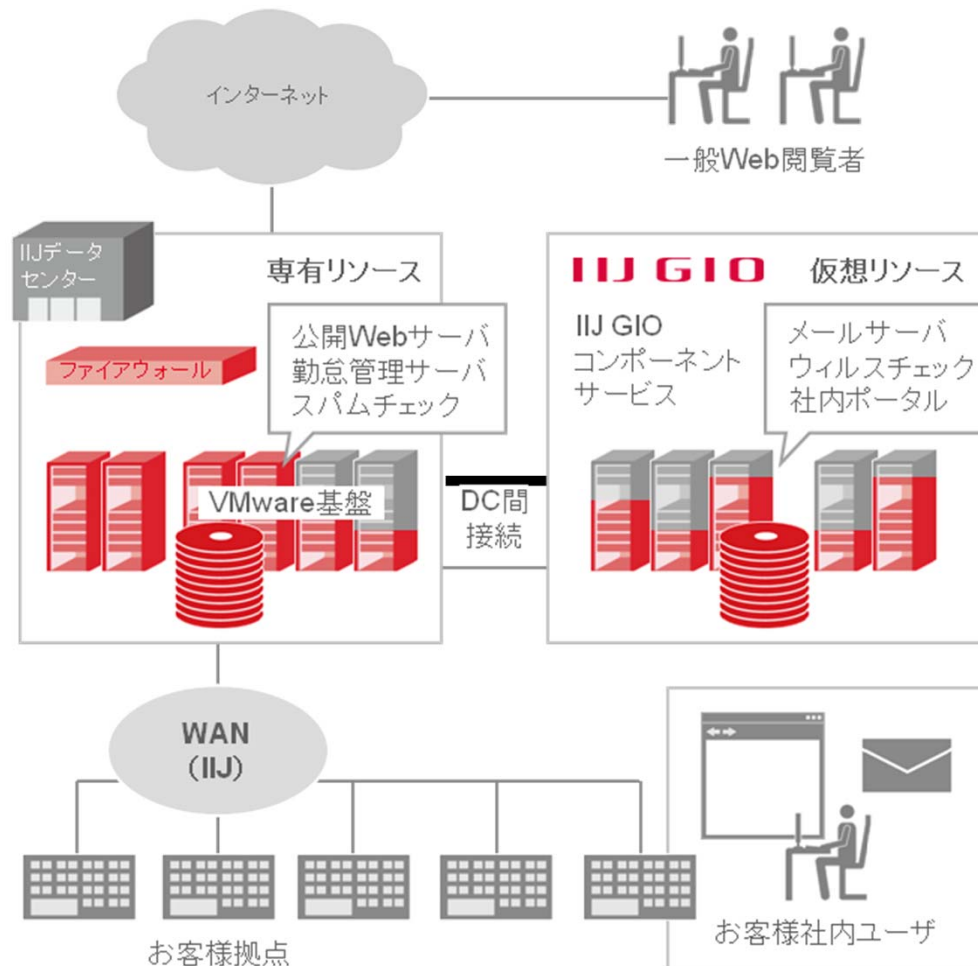 インターネット
一般Web閲覧者
IIJデータ
センター
専有リソース
ファイアウォール
公開Webサーバ
勤怠管理サーバ
スパムチェック
VMware基盤
DC間
接続
IIJ GIO
仮想リソース
IIJ GIO
コンポーネント
サービス
メールサーバ
ウィルスチェック
社内ポータル
WAN
（IIJ）
お客様拠点
お客様社内ユーザ